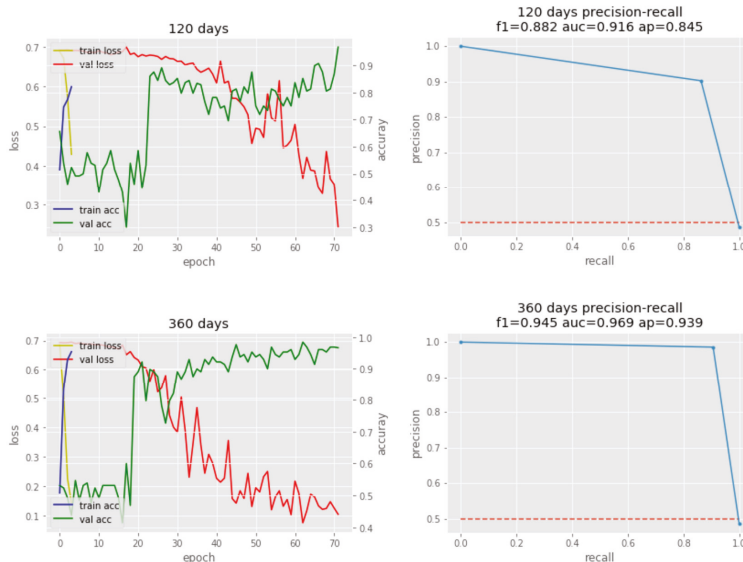 120 days
0.7
0.6
0.5
0.4
0.3
loss
train loss
val loss
train acc
val acc
0.9
0.8
0.7
0.6
0.5
0.4
0.3
accuray
0 10 20 30 40 50 60 70
epoch
120 days precision-recall
f1=0.882 auc=0.916 ap=0.845
1.0
0.9
0.8
0.7
0.6
0.5
precision
0.0 0.2 0.4 0.6 0.8 1.0
recall
360 days
0.7
0.6
0.5
0.4
0.3
0.2
0.1
loss
train loss
val loss
train acc
val acc
1.0
0.9
0.8
0.7
0.6
0.5
0.4
accuray
0 10 20 30 40 50 60 70
epoch
360 days precision-recall
f1=0.945 auc=0.969 ap=0.939
1.0
0.9
0.8
0.7
0.6
0.5
precision
0.0 0.2 0.4 0.6 0.8 1.0
recall